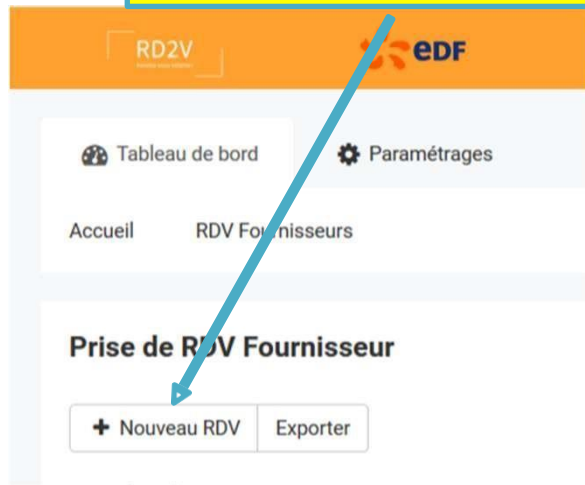 RD2V
eDF
Tableau de bord Paramétrages
Accueil RDV Fournisseurs
Prise de RDV Fournisseur
+ Nouveau RDV Exporter